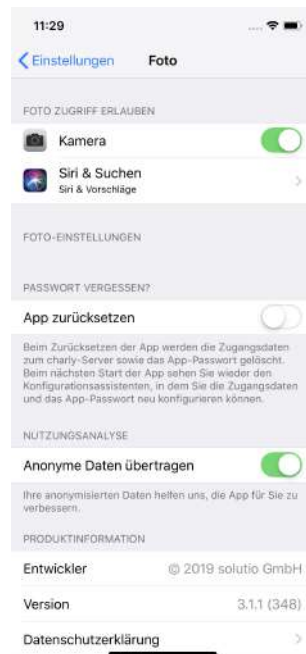 11:29
Einstellungen Foto
FOTO ZUGRIFF ERLAUBEN
Kamera
Siri & Suchen
Siri & Vorschläge
FOTO-EINSTELLUNGEN
PASSWORT VERGESSEN?
App zurücksetzen
Beim Zurücksetzen der App werden die Zugangsdaten
zum charly-Server sowie das App-Passwort gelöscht.
Beim nächsten Start der App sehen Sie wieder den
Konfigurationsassistenten, in dem Sie die Zugangsdaten
und das App-Passwort neu konfigurieren können.
NUTZUNGSANALYSE
Anonyme Daten übertragen
Ihre anonymisierten Daten helfen uns, die App für Sie zu
verbessern.
PRODUKTINFORMATION
Entwickler © 2019 solutio GmbH
Version 3.1.1 (348)
Datenschutzerklärung